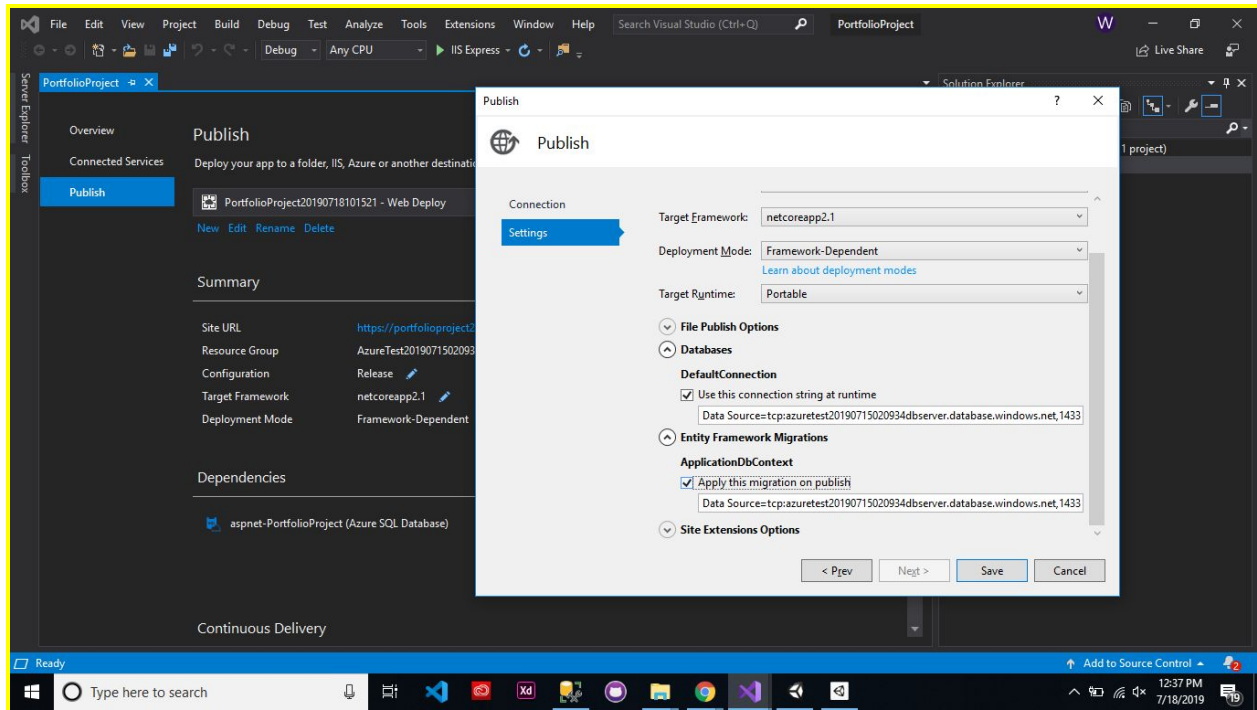 File Edit View Project Build Debug Test Analyze Tools Extensions Window Help Search Visual Studio (Ctrl+Q) PortfolioProject W
Debug Any CPU IIS Express Live Share
Server Explorer
Toolbox
PortfolioProject
Overview
Connected Services
Publish
Publish
Deploy your app to a folder, IIS, Azure or another destinatio
PortfolioProject20190718101521 - Web Deploy
New Edit Rename Delete
Summary
Site URL https://portfolioproject2
Resource Group AzureTest2019071502093
Configuration Release
Target Framework netcoreapp2.1
Deployment Mode Framework-Dependent
Dependencies
aspnet-PortfolioProject (Azure SQL Database)
Continuous Delivery
Publish ?
Publish
Connection
Settings
Target Framework: netcoreapp2.1
Deployment Mode: Framework-Dependent
Learn about deployment modes
Target Runtime: Portable
File Publish Options
Databases
DefaultConnection
Use this connection string at runtime
Data Source=tcp:azuretest20190715020934dbserver.database.windows.net,1433
Entity Framework Migrations
ApplicationDbContext
Apply this migration on publish
Data Source=tcp:azuretest20190715020934dbserver.database.windows.net,1433
Site Extensions Options
< Prev Next > Save Cancel
Solution Explorer
1 project)
Ready Add to Source Control 2
Type here to search Xd 12:37 PM
7/18/2019 19